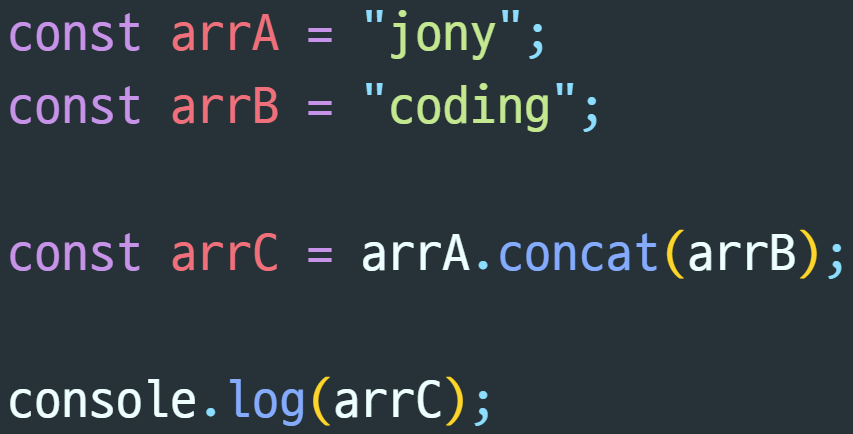 const arrA = "jony";
const arrB = "coding";
const arrC = arrA.concat(arrB);
console.log(arrC);